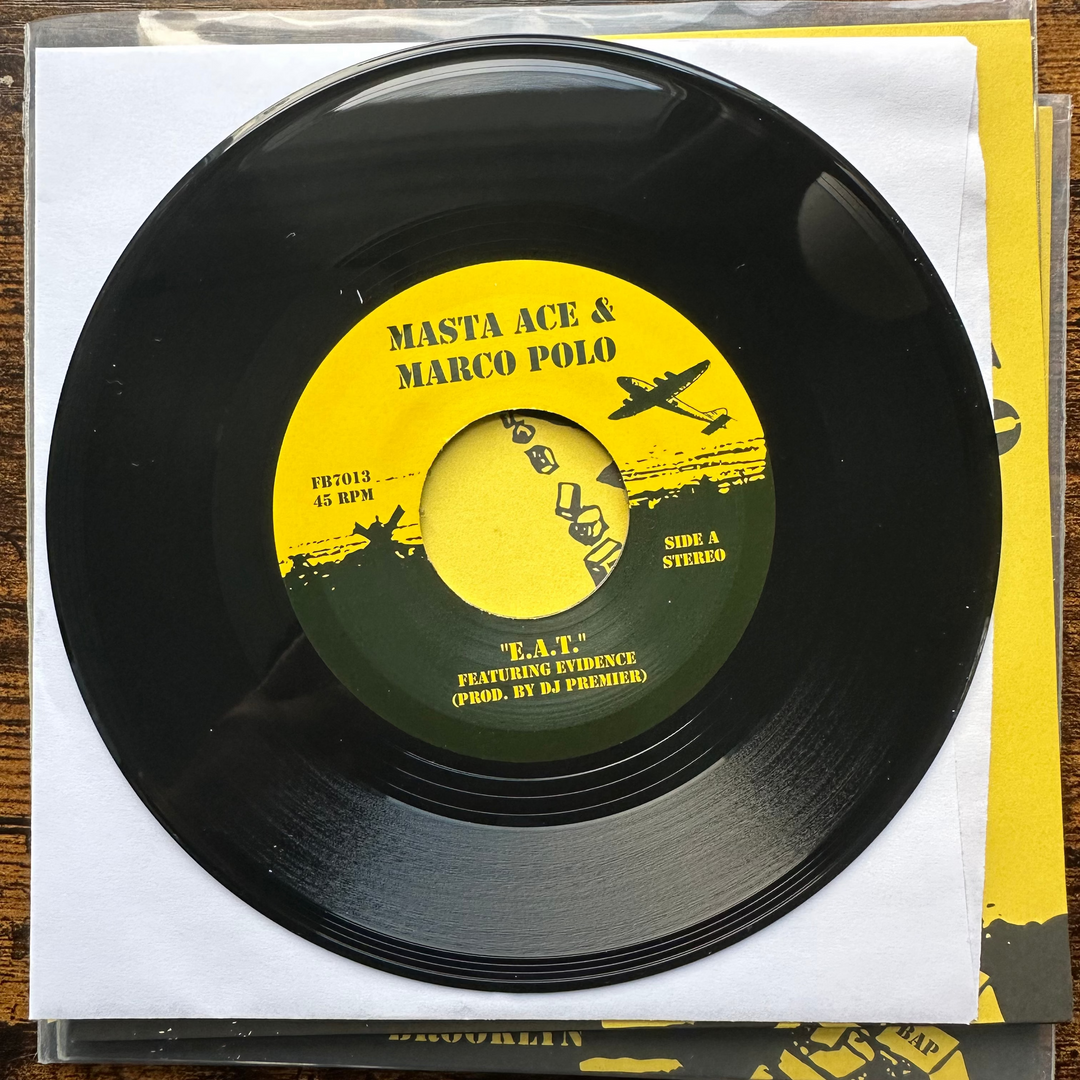 MASTA ACE &
MARCO POLO
FB7013
45 RPM
SIDE A
STEREO
"E.A.T."
FEATURING EVIDENCE
(PROD. BY DJ PREMIER)
BROOKLYN
BAP